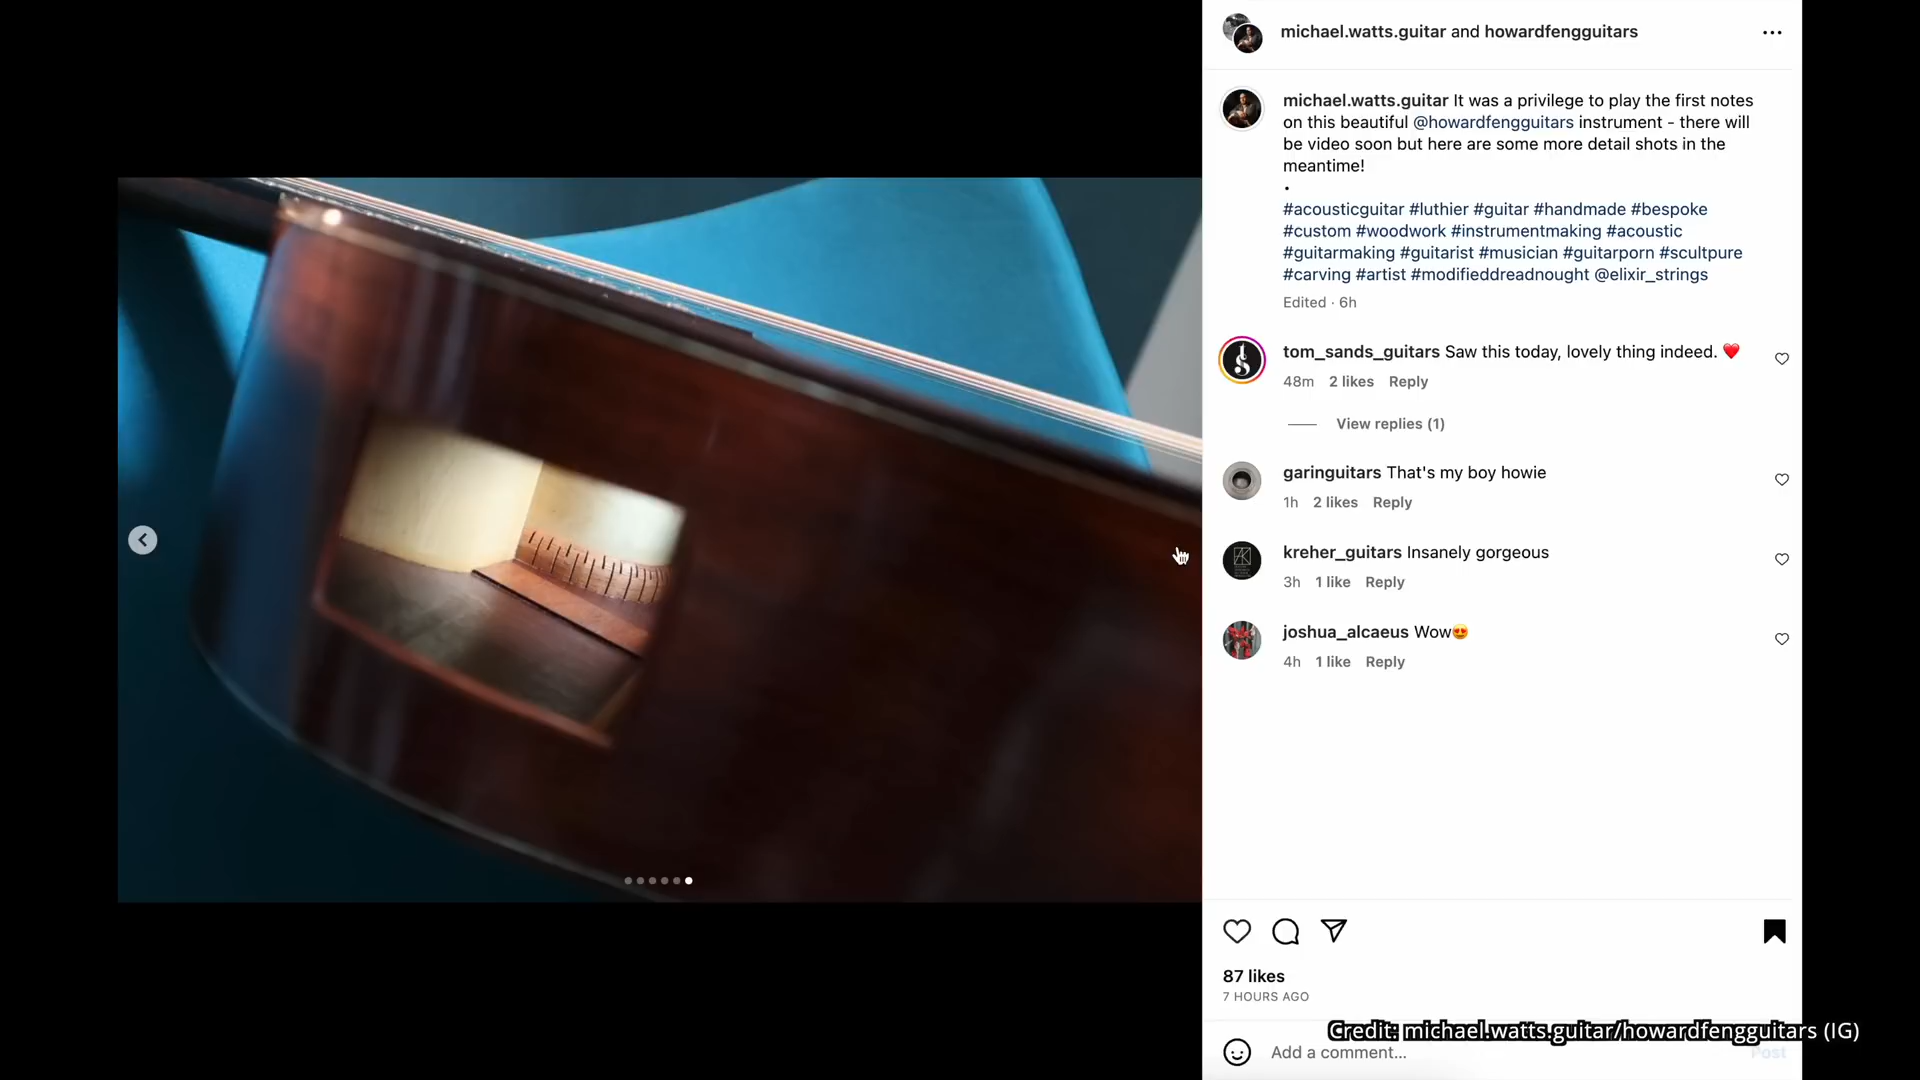 michael.watts.guitar and howardfengguitars
michael.watts.guitar It was a privilege to play the first notes
on this beautiful @howardfengguitars instrument - there will
be video soon but here are some more detail shots in the
meantime!
.
#acousticguitar #luthier #guitar #handmade #bespoke
#custom #woodwork #instrumentmaking #acoustic
#guitarmaking #guitarist #musician #guitarporn #scultpure
#carving #artist #modifieddreadnought @elixir_strings
Edited · 6h
tom_sands_guitars Saw this today, lovely thing indeed. ❤️
48m 2 likes Reply
View replies (1)
garinguitars That's my boy howie
1h 2 likes Reply
kreher_guitars Insanely gorgeous
3h 1 like Reply
joshua_alcaeus Wow😍
4h 1 like Reply
87 likes
7 HOURS AGO
Credit: michael.watts.guitar/howardfengguitars (IG)
Add a comment...
Post